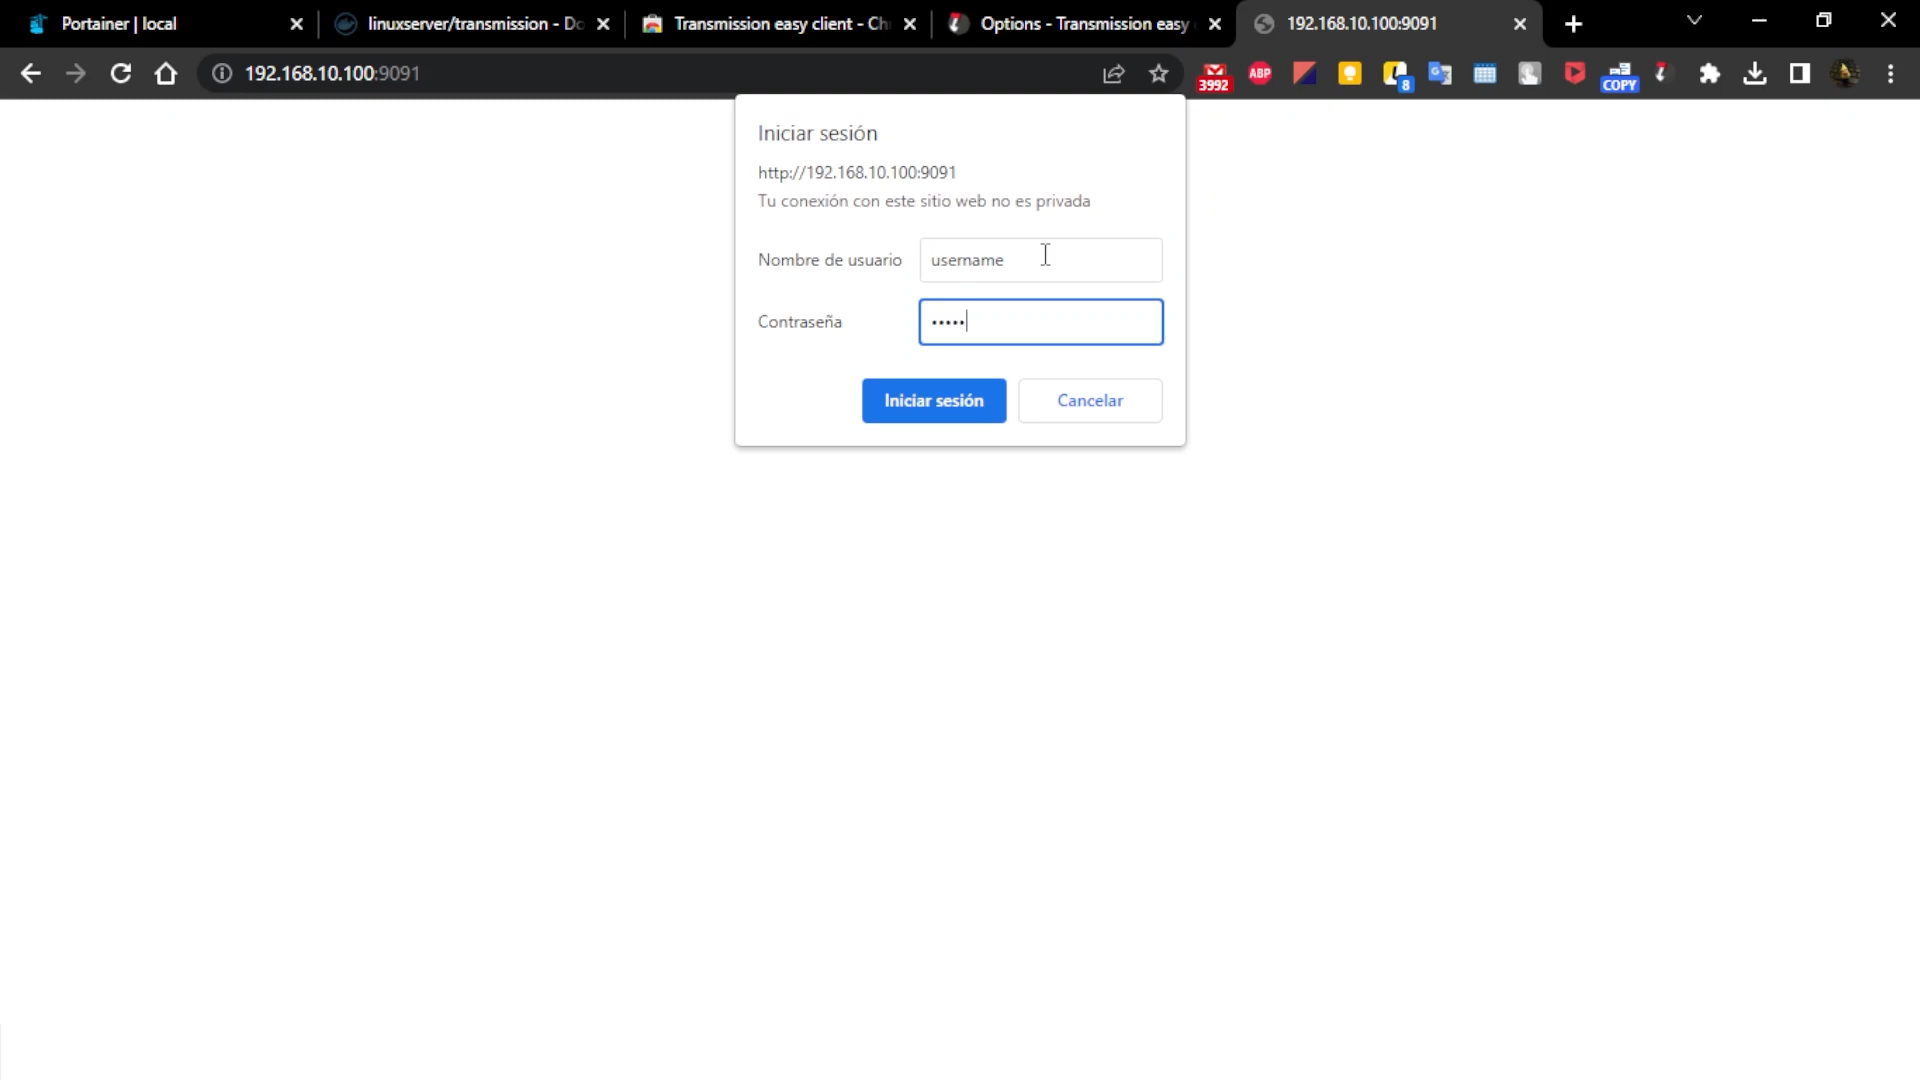 Portainer | local
linuxserver/transmission - Do
Transmission easy client - Ch
Options - Transmission easy
192.168.10.100:9091
192.168.10.100:9091
3992
ABP
8
COPY
Iniciar sesión
http://192.168.10.100:9091
Tu conexión con este sitio web no es privada
Nombre de usuario
username
Contraseña
•••••
Iniciar sesión
Cancelar